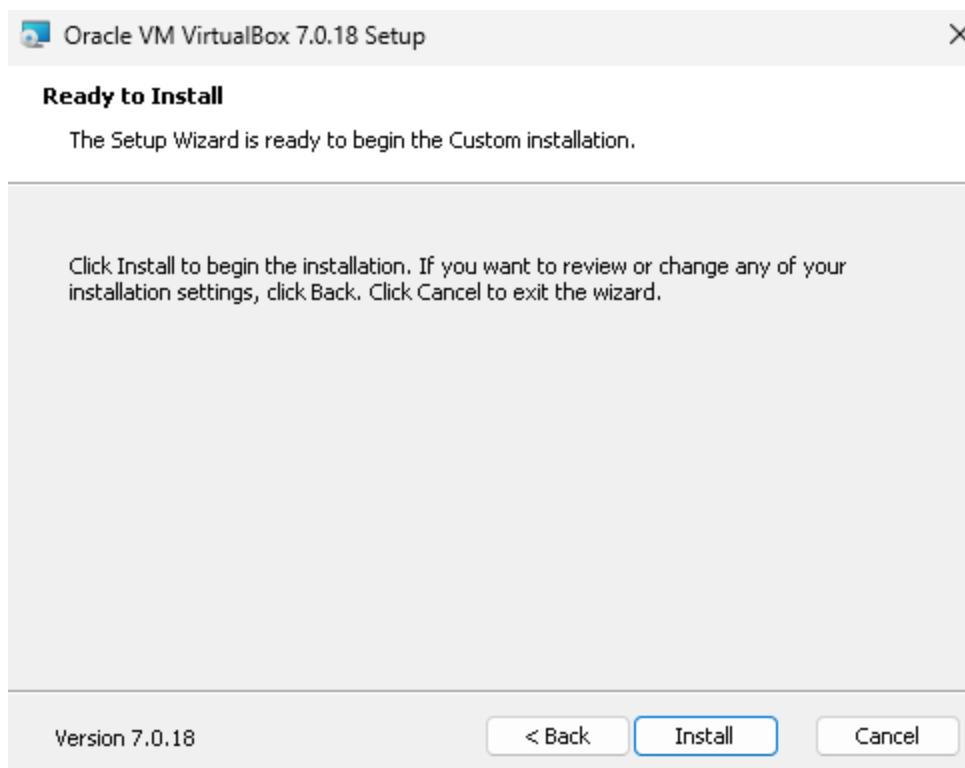 Oracle VM VirtualBox 7.0.18 Setup
Ready to Install
The Setup Wizard is ready to begin the Custom installation.
Click Install to begin the installation. If you want to review or change any of your
installation settings, click Back. Click Cancel to exit the wizard.
Version 7.0.18
< Back
Install
Cancel